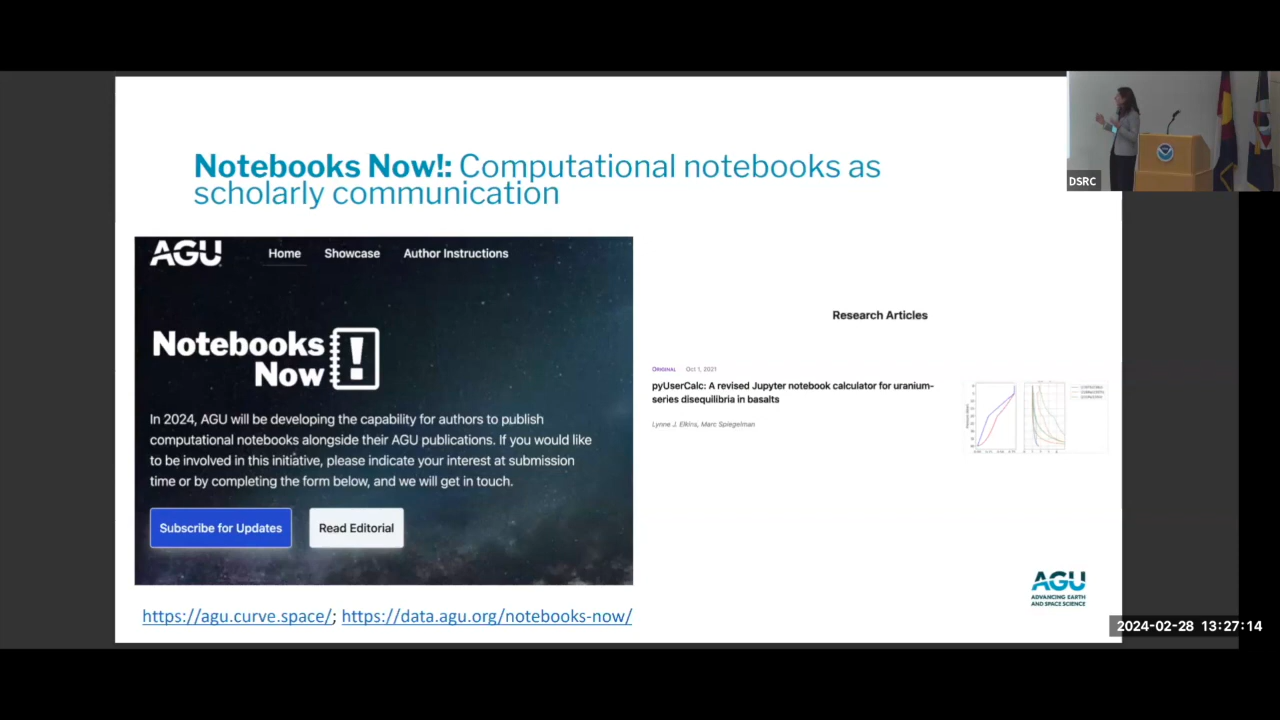 Notebooks Now!: Computational notebooks as
scholarly communication
AGU
Home Showcase Author Instructions
Notebooks
Now
!
In 2024, AGU will be developing the capability for authors to publish
computational notebooks alongside their AGU publications. If you would like
to be involved in this initiative, please indicate your interest at submission
time or by completing the form below, and we will get in touch.
Subscribe for Updates Read Editorial
https://agu.curve.space/; https://data.agu.org/notebooks-now/
Research Articles
ORIGINAL Oct 1, 2021
pyUserCalc: A revised Jupyter notebook calculator for uranium-
series disequilibria in basalts
Lynne J. Elkins, Marc Spiegelman
AGU
ADVANCING EARTH
AND SPACE SCIENCE
DSRC
2024-02-28 13:27:14